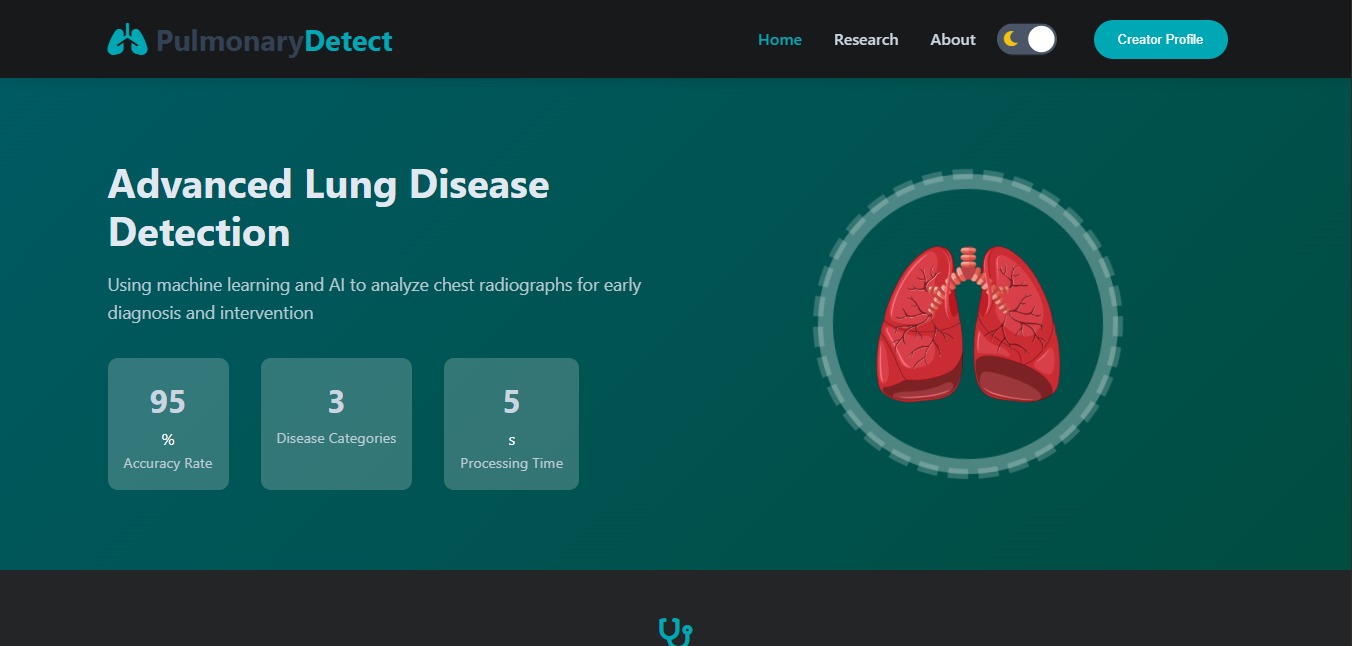 PulmonaryDetect
Home
Research
About
Creator Profile
Advanced Lung Disease
Detection
Using machine learning and AI to analyze chest radiographs for early
diagnosis and intervention
95
%
Accuracy Rate
3
Disease Categories
5
s
Processing Time